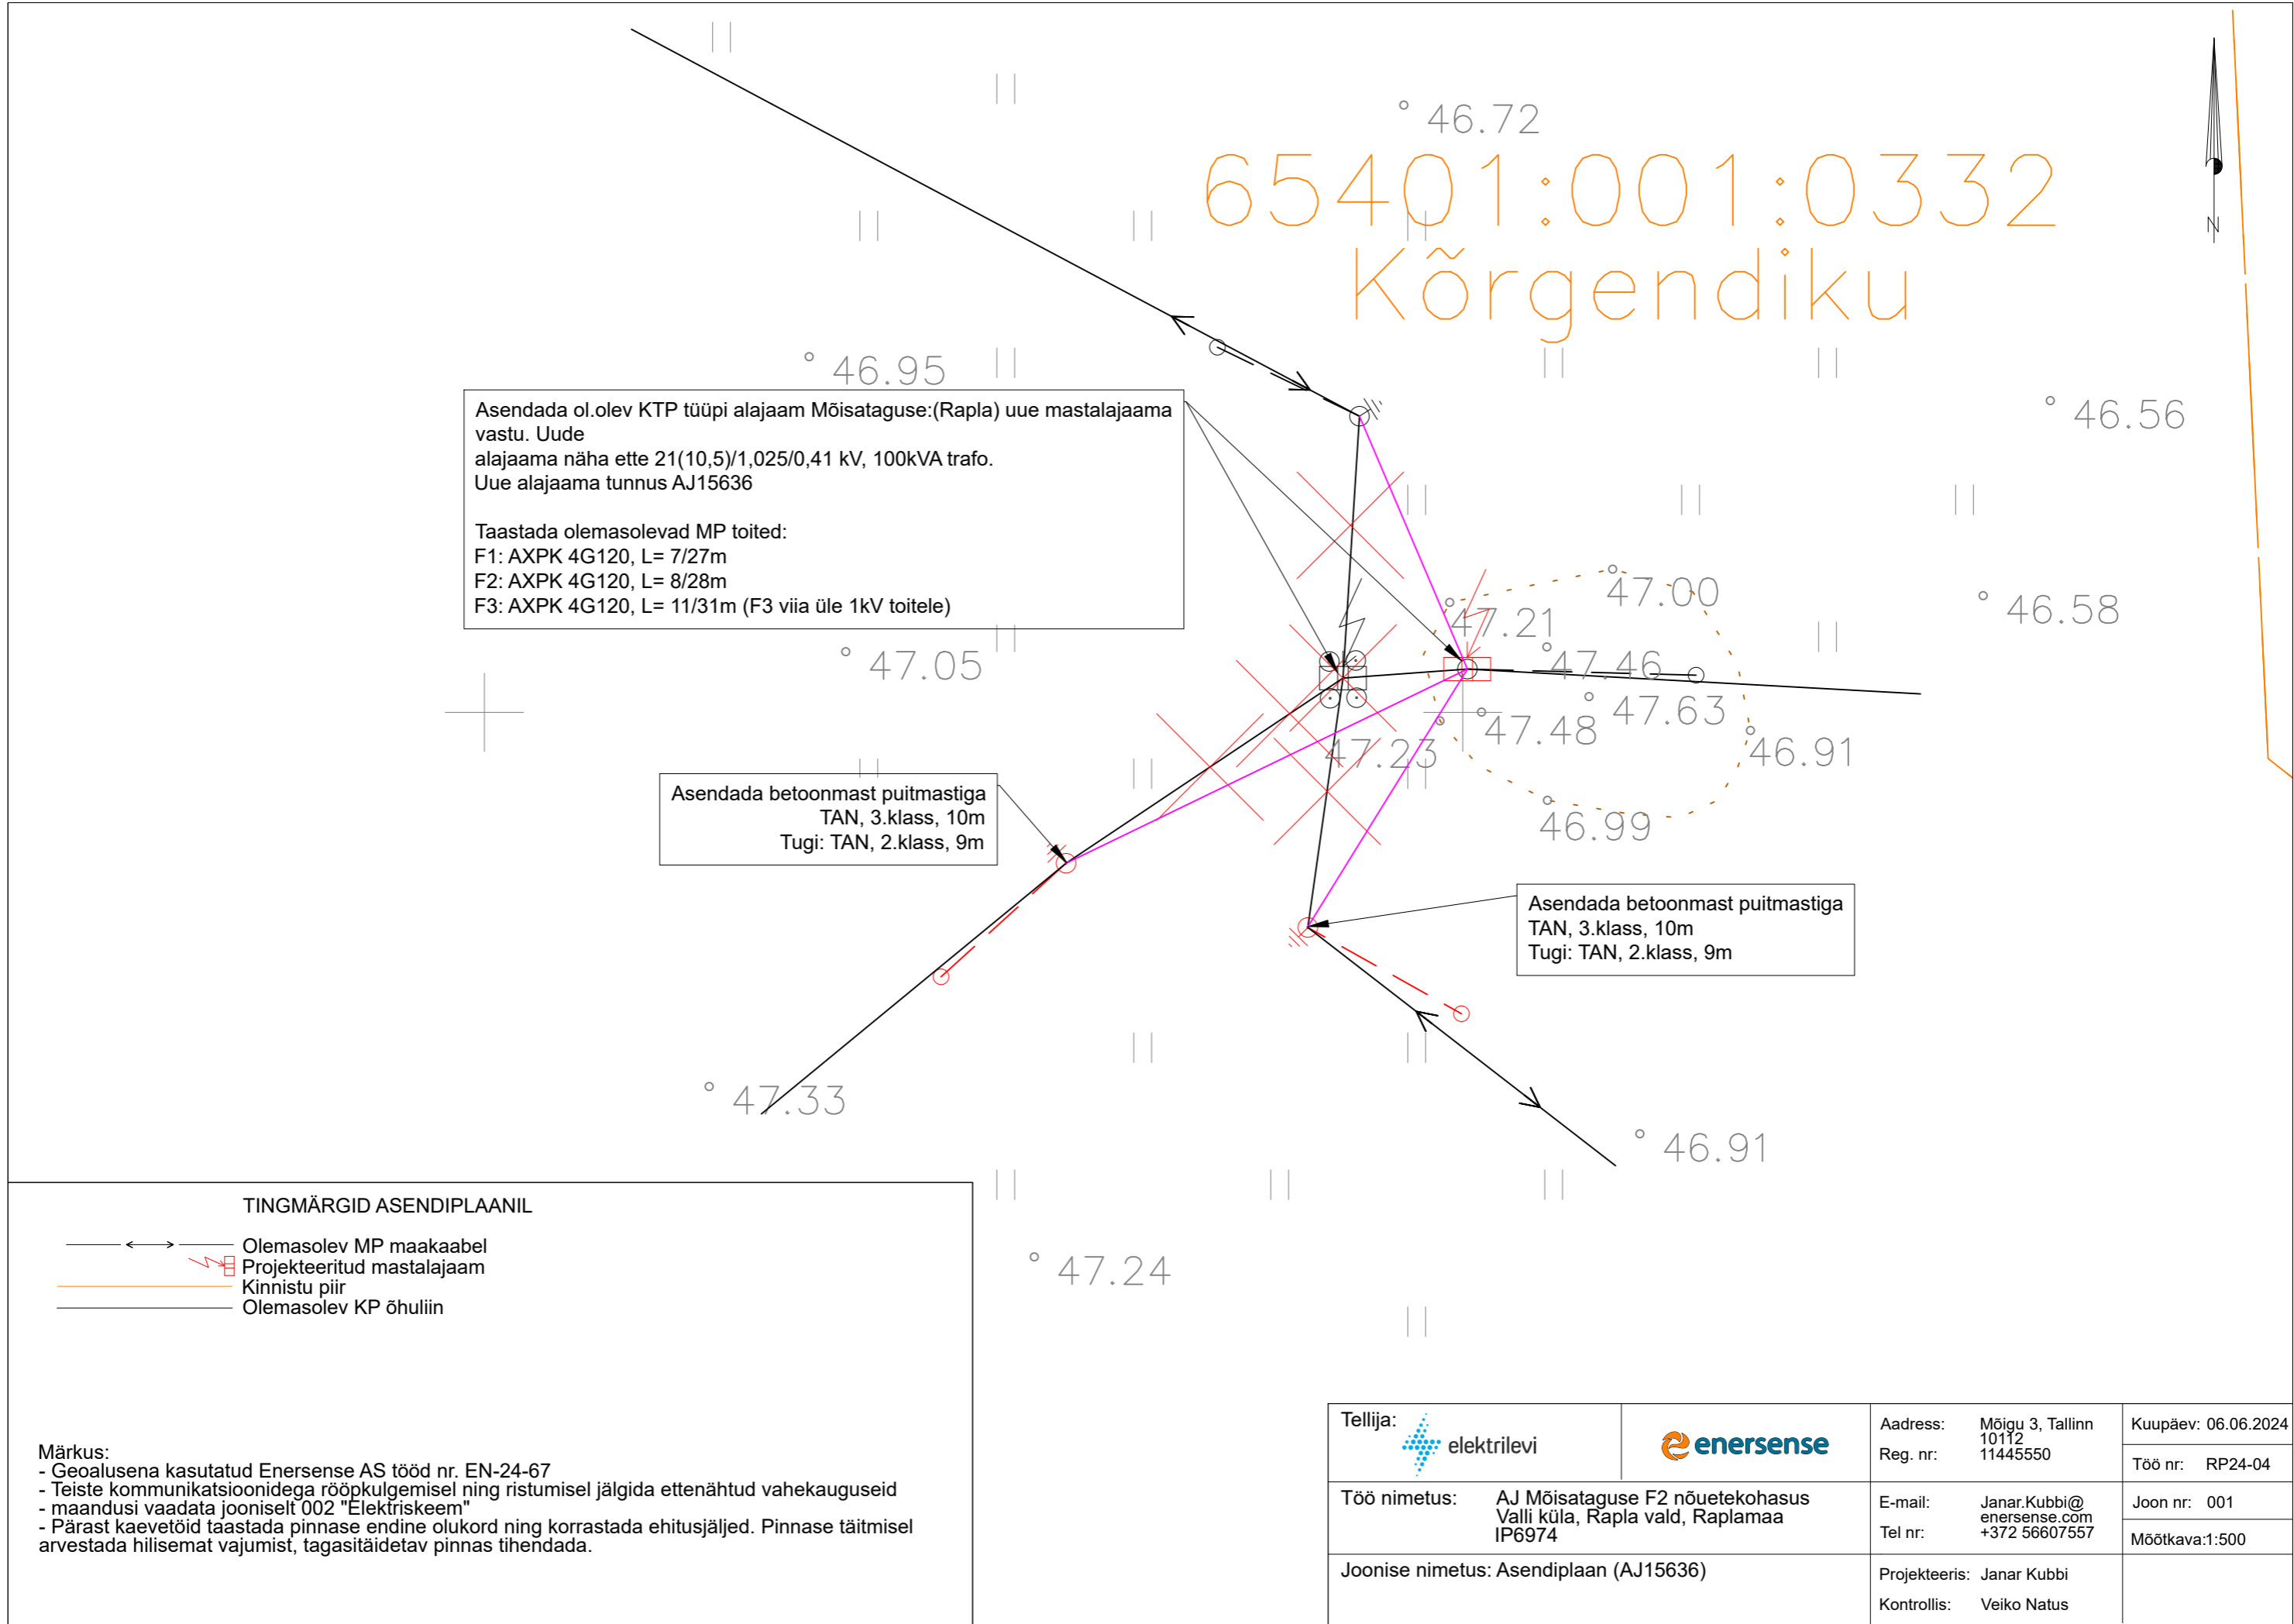 46.72
65401:001:0332
Kõrgendiku
N
46.95
46.56
Asendada ol.olev KTP tüüpi alajaam Mõisataguse:(Rapla) uue mastalajaama
vastu. Uude
alajaama näha ette 21(10,5)/1,025/0,41 kV, 100kVA trafo.
Uue alajaama tunnus AJ15636
Taastada olemasolevad MP toited:
F1: AXPK 4G120, L= 7/27m
F2: AXPK 4G120, L= 8/28m
F3: AXPK 4G120, L= 11/31m (F3 viia üle 1kV toitele)
47.00
47.21
46.58
47.05
47.46
47.63
47.48
47.23
46.91
46.99
Asendada betoonmast puitmastiga
TAN, 3.klass, 10m
Tugi: TAN, 2.klass, 9m
Asendada betoonmast puitmastiga
TAN, 3.klass, 10m
Tugi: TAN, 2.klass, 9m
47.33
46.91
47.24
TINGMÄRGID ASENDIPLAANIL
Olemasolev MP maakaabel
Projekteeritud mastalajaam
Kinnistu piir
Olemasolev KP õhuliin
Märkus:
- Geoalusena kasutatud Enersense AS tööd nr. EN-24-67
- Teiste kommunikatsioonidega rööpkulgemisel ning ristumisel jälgida ettenähtud vahekauguseid
- maandusi vaadata jooniselt 002 "Elektriskeem"
- Pärast kaevetöid taastada pinnase endine olukord ning korrastada ehitusjäljed. Pinnase täitmisel
arvestada hilisemat vajumist, tagasitäidetav pinnas tihendada.
Tellija:
elektrilevi
enersense
Aadress: Mõigu 3, Tallinn
10112
Reg. nr: 11445550
Kuupäev: 06.06.2024
Töö nr: RP24-04
Töö nimetus: AJ Mõisataguse F2 nõuetekohasus
Valli küla, Rapla vald, Raplamaa
IP6974
E-mail: Janar.Kubbi@
enersense.com
Tel nr: +372 56607557
Joon nr: 001
Mõõtkava:1:500
Joonise nimetus: Asendiplaan (AJ15636)
Projekteeris: Janar Kubbi
Kontrollis: Veiko Natus